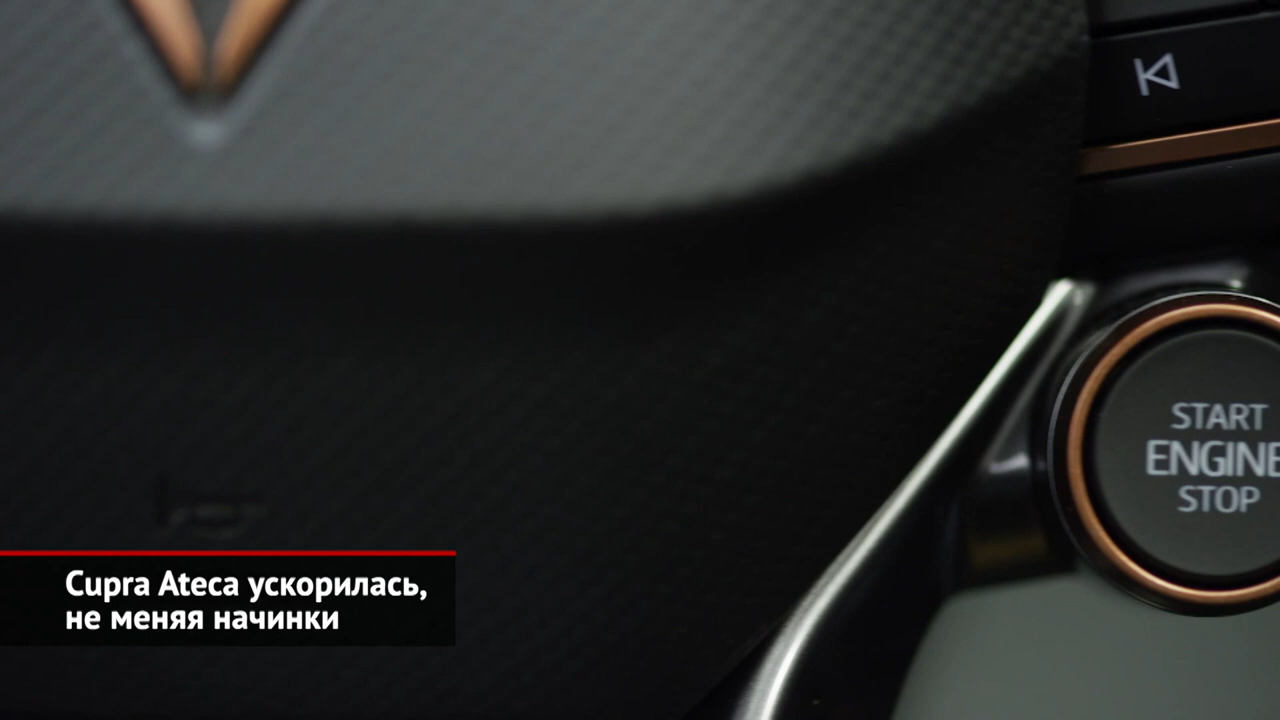 START
ENGINE
STOP
Cupra Ateca ускорилась,
не меняя начинки